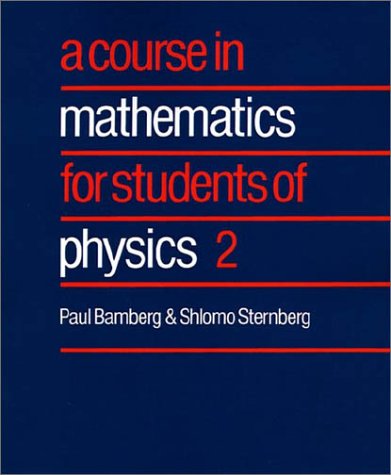 a course in
mathematics
for students of
physics 2
Paul Bamberg & Shlomo Sternberg